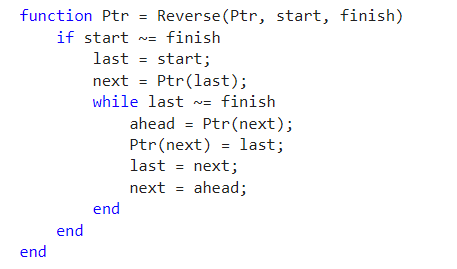 function Ptr = Reverse(Ptr, start, finish)
    if start ~= finish
        last = start;
        next = Ptr(last);
        while last ~= finish
            ahead = Ptr(next);
            Ptr(next) = last;
            last = next;
            next = ahead;
        end
    end
end